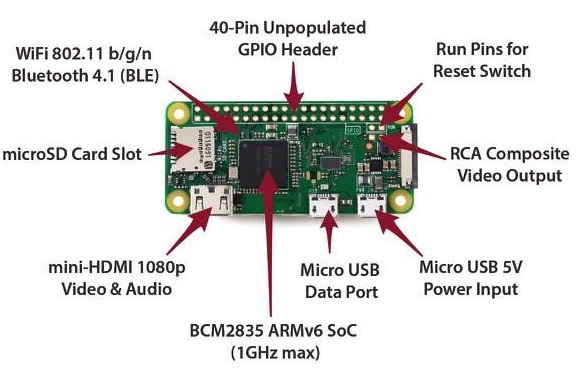 40-Pin Unpopulated
GPIO Header
WiFi 802.11 b/g/n
Bluetooth 4.1 (BLE)
Run Pins for
Reset Switch
microSD Card Slot
RCA Composite
Video Output
GPIO
mini-HDMI 1080p
Video & Audio
Micro USB
Data Port
Micro USB 5V
Power Input
BCM2835 ARMv6 SoC
(1GHz max)